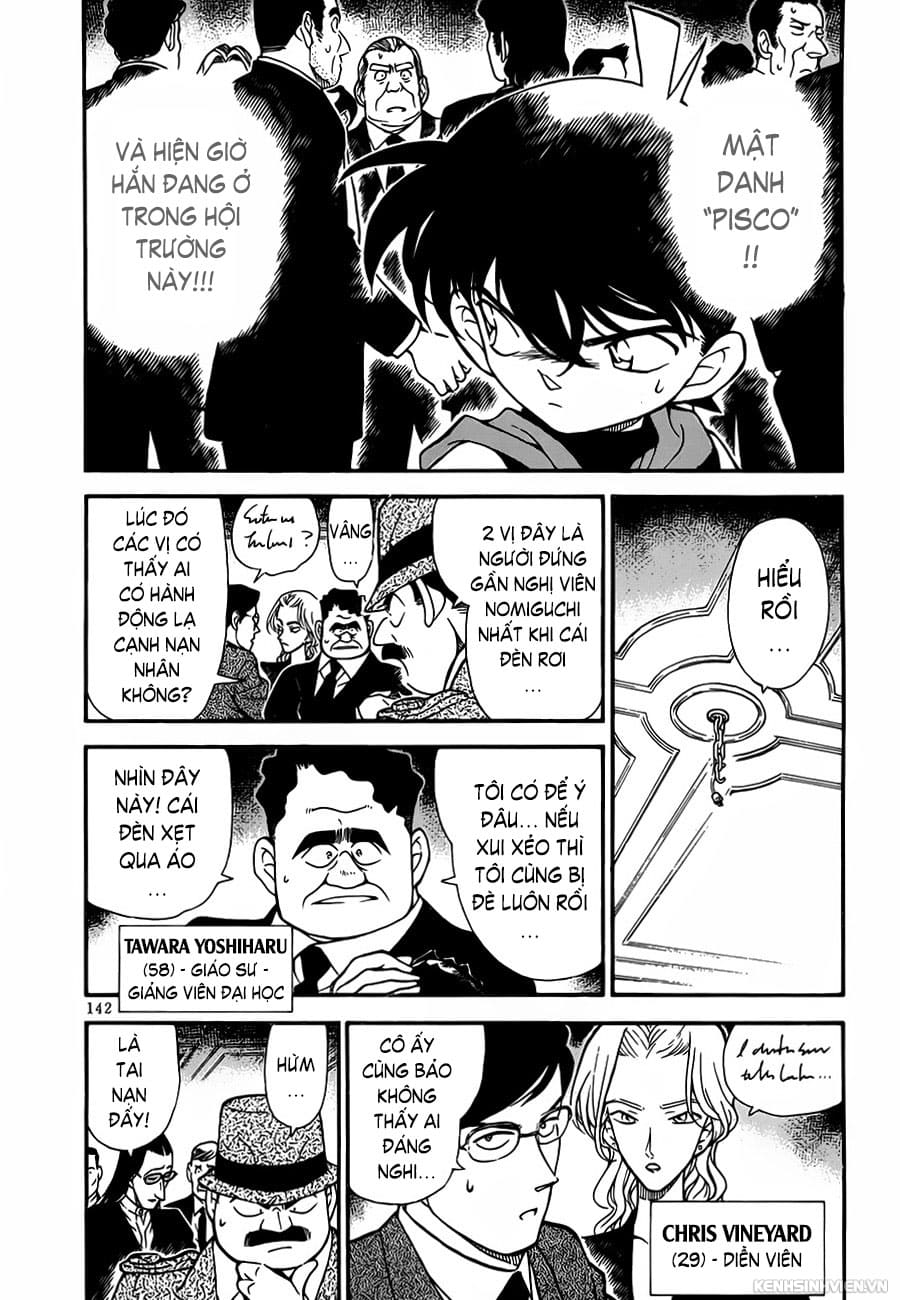 MẬT
DANH
"PISCO"
!!
VÀ HIỆN GIỜ
HẮN ĐANG Ở
TRONG HỘI
TRƯỜNG
NÀY!!!
HIỂU
RỒI
...
2 VỊ ĐÂY LÀ
NGƯỜI ĐỨNG
GẦN NGHỊ VIÊN
NOMIGUCHI
NHẤT KHI CÁI
ĐÈN RƠI
...
VÂNG
...
LÚC ĐÓ
CÁC VỊ CÓ
THẤY AI
CÓ HÀNH
ĐỘNG LẠ
CẠNH NẠN
NHÂN
KHÔNG?
TÔI CÓ ĐỂ Ý
ĐÂU... NẾU
XUI XẺO THÌ
TÔI CŨNG BỊ
ĐÈ LUÔN RỒI
...
NHÌN ĐÂY
NÀY! CÁI
ĐÈN XẸT
QUA ÁO
...
TAWARA YOSHIHARU
(58) - GIÁO SƯ -
GIẢNG VIÊN ĐẠI HỌC
142
CÔ ẤY
CŨNG BẢO
KHÔNG
THẤY AI
ĐÁNG
NGHI...
CHRIS VINEYARD
(29) - DIỄN VIÊN
HỪM
...
LÀ
TAI
NẠN
ĐẤY!
KENHSINHVIEN.VN